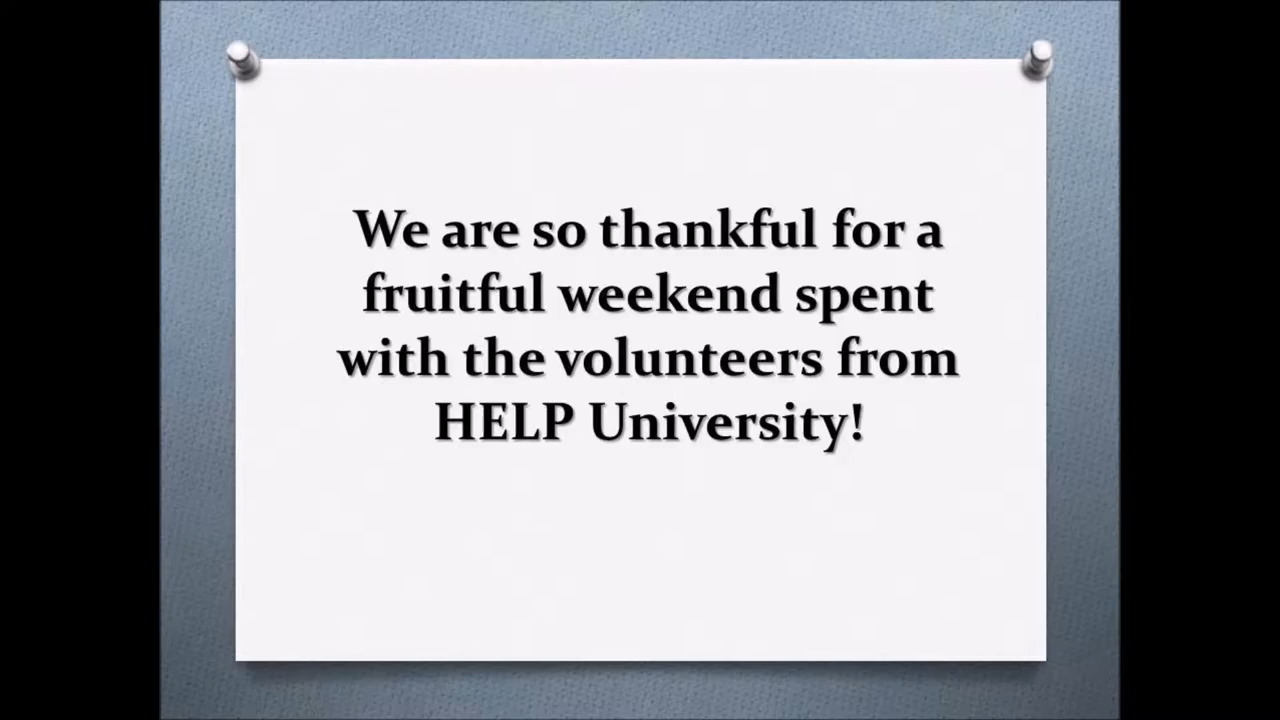 We are so thankful for a
fruitful weekend spent
with the volunteers from
HELP University!